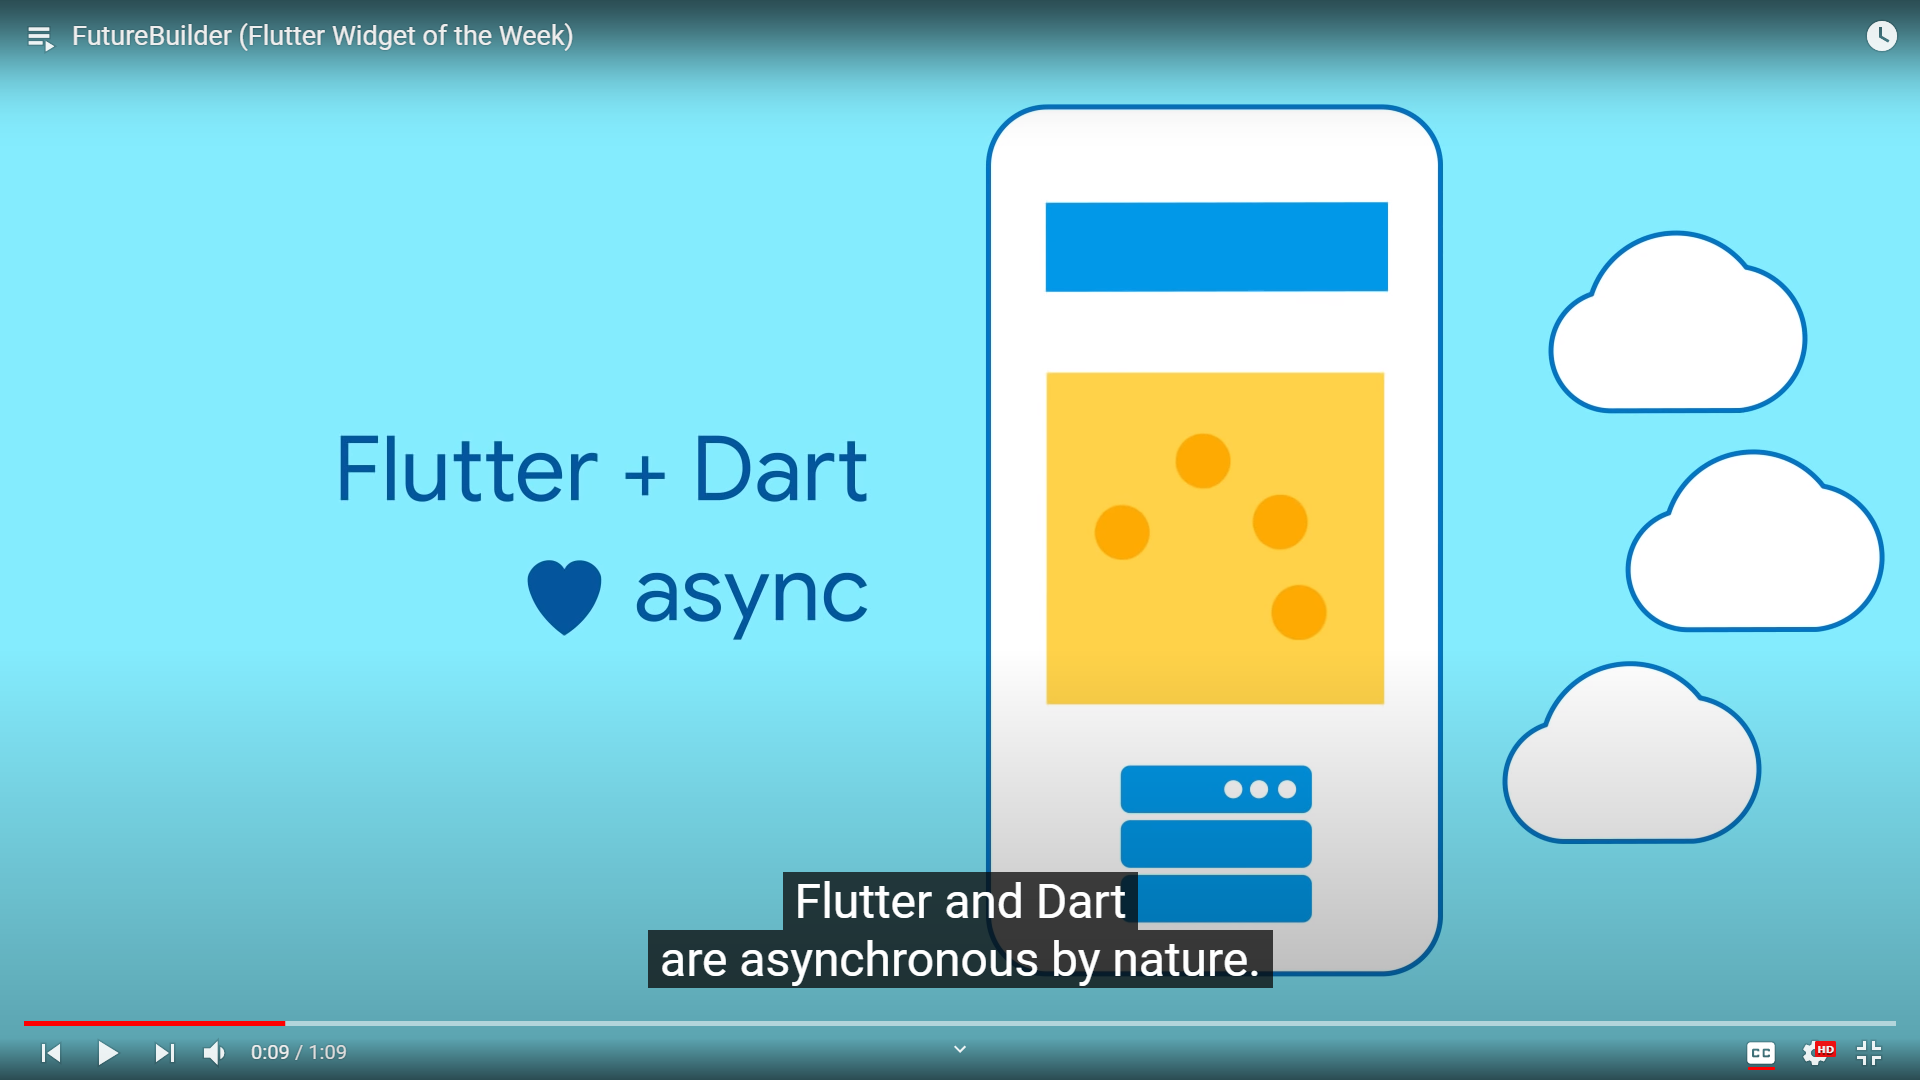 FutureBuilder (Flutter Widget of the Week)
Flutter + Dart
♥ async
Flutter and Dart
are asynchronous by nature.
0:09 / 1:09
CC
HD